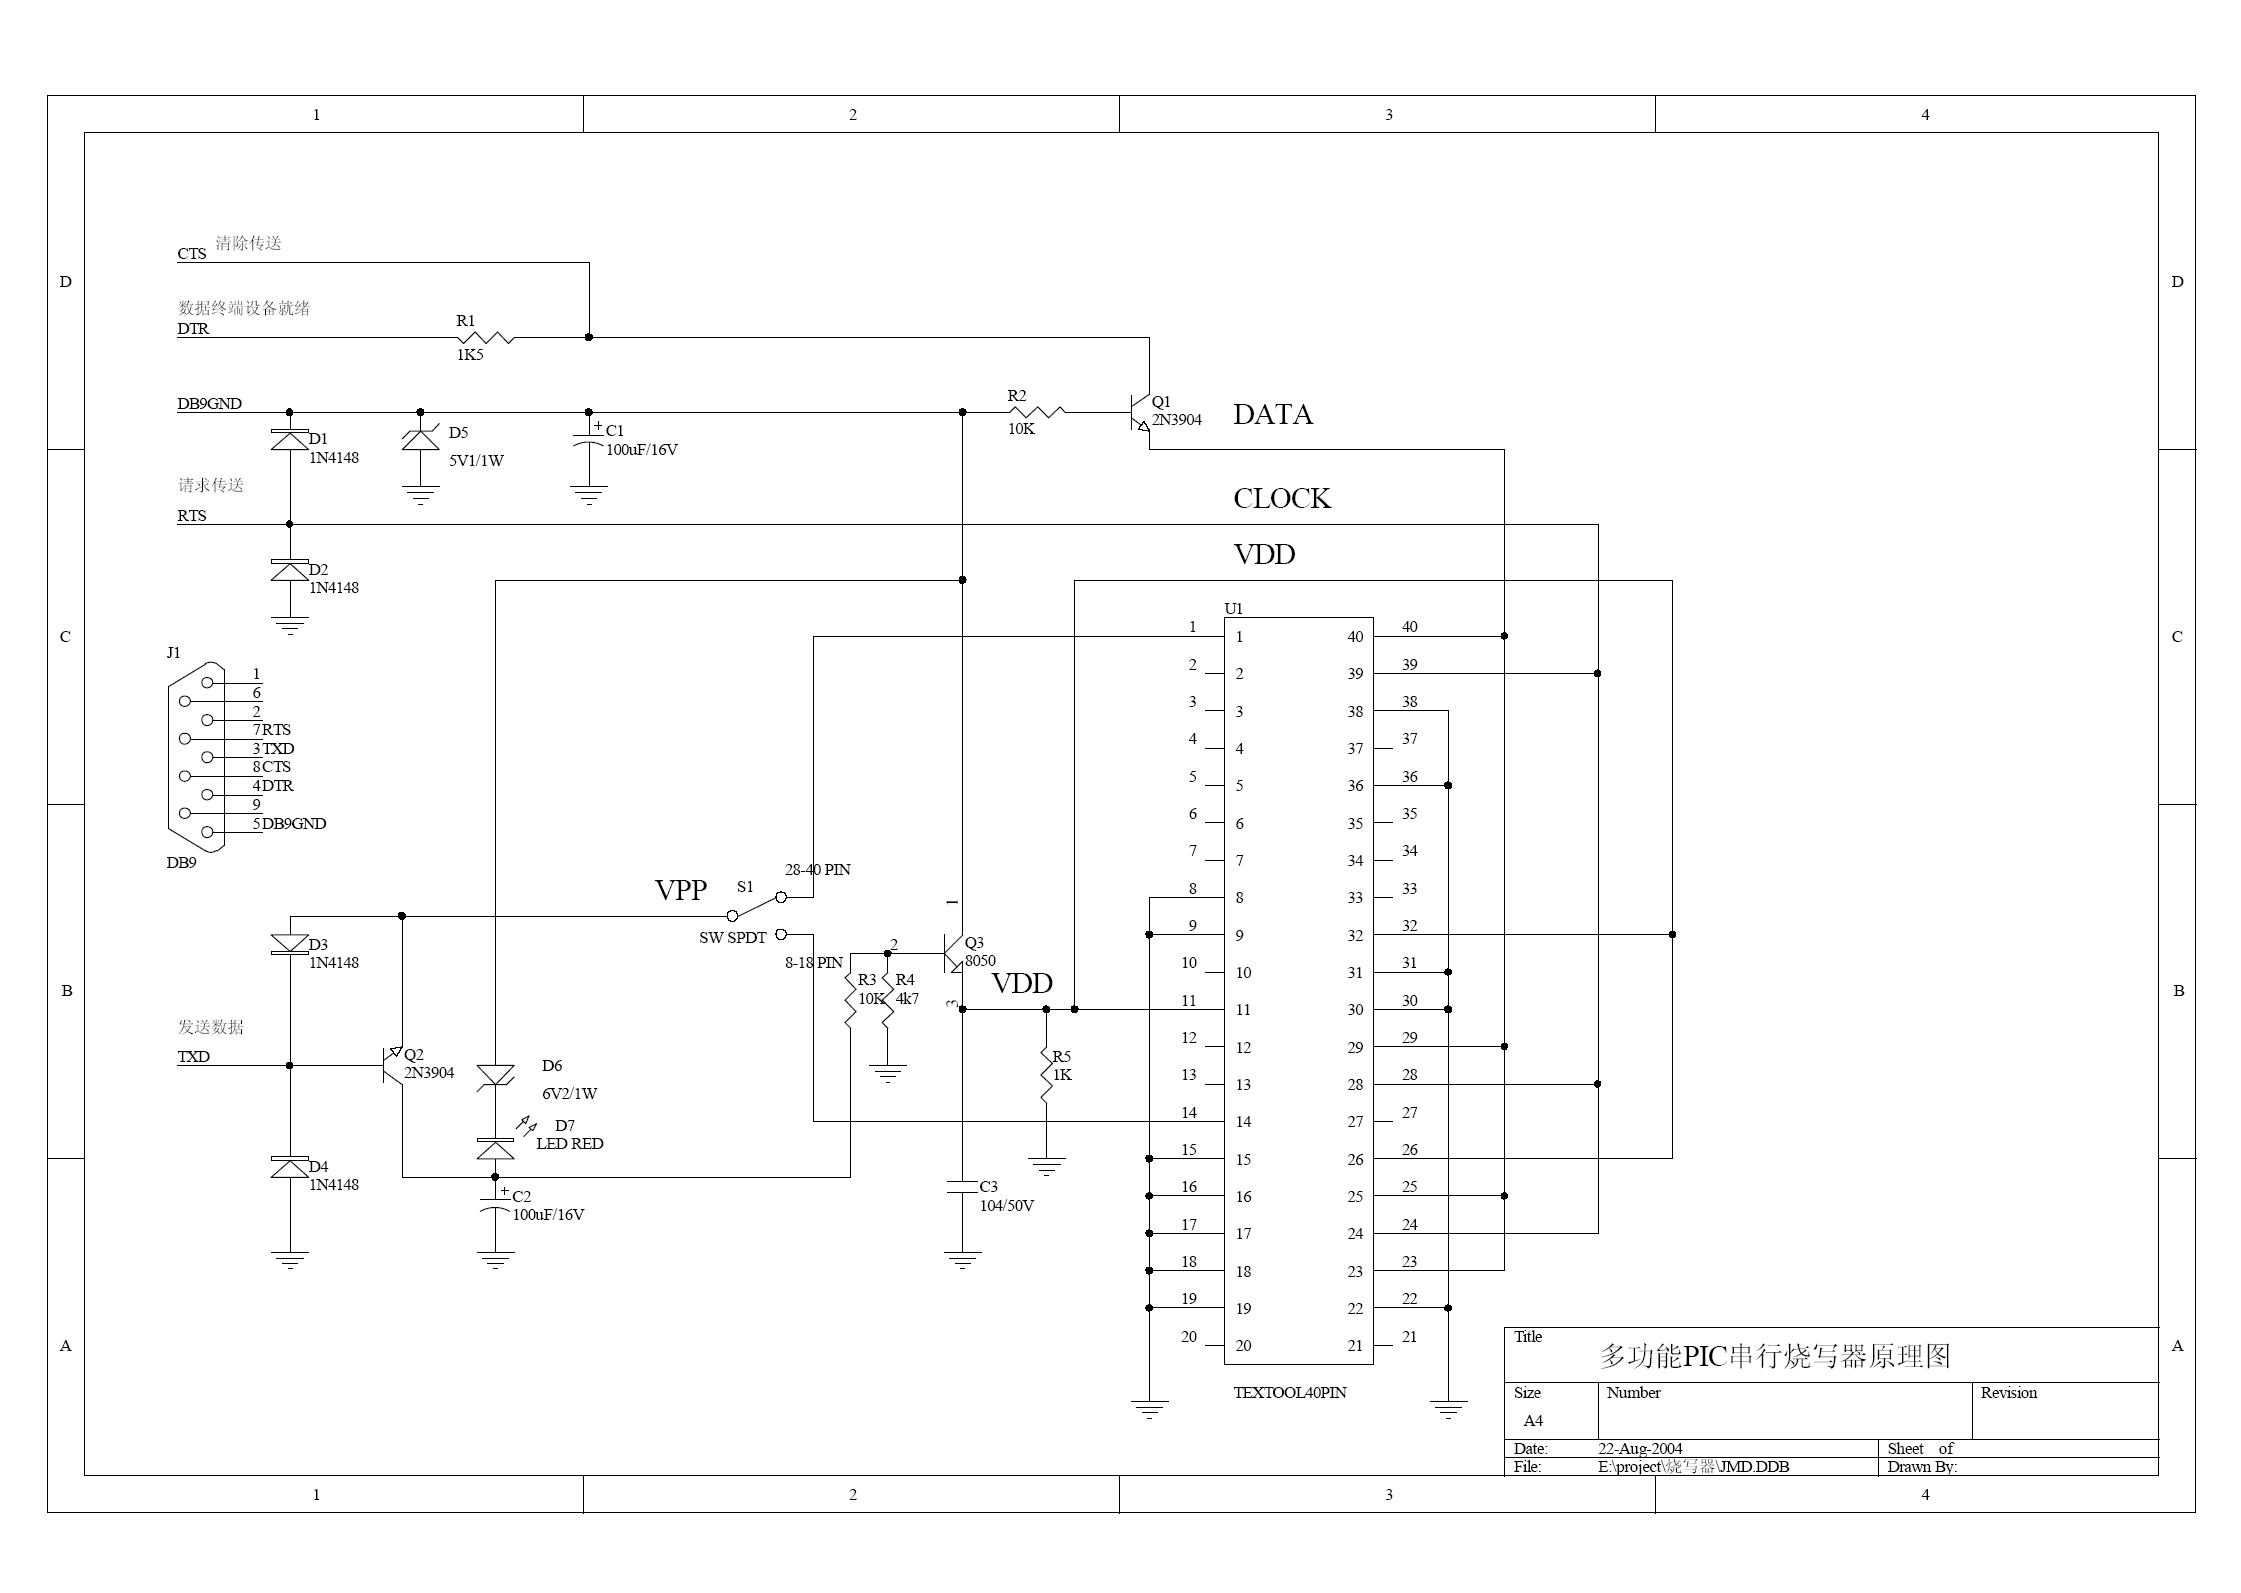 1 2 3 4
D D
CTS 清除传送
数据终端设备就绪
DTR
R1
1K5
DB9GND
R2
10K
Q1
2N3904
DATA
D1
1N4148
D5
5V1/1W
+ C1
100uF/16V
请求传送
RTS
CLOCK
VDD
D2
1N4148
C C
J1
1
6
2
7 RTS
3 TXD
8 CTS
4 DTR
9
5 DB9GND
DB9
U1
1 1 40 40
2 2 39 39
3 3 38 38
4 4 37 37
5 5 36 36
6 6 35 35
7 7 34 34
8 8 33 33
9 9 32 32
10 10 31 31
11 11 30 30
12 12 29 29
13 13 28 28
14 14 27 27
15 15 26 26
16 16 25 25
17 17 24 24
18 18 23 23
19 19 22 22
20 20 21 21
TEXTOOL40PIN
28-40 PIN
VPP S1
SW SPDT
8-18 PIN
1
2
3
Q3
8050
VDD
R3
10K
R4
4k7
R5
1K
B B
D3
1N4148
发送数据
TXD
Q2
2N3904
D6
6V2/1W
D7
LED RED
D4
1N4148
+ C2
100uF/16V
C3
104/50V
A A
Title
多功能PIC串行烧写器原理图
Size Number Revision
A4
Date: 22-Aug-2004 Sheet of
File: E:\project\烧写器\JMD.DDB Drawn By:
1 2 3 4